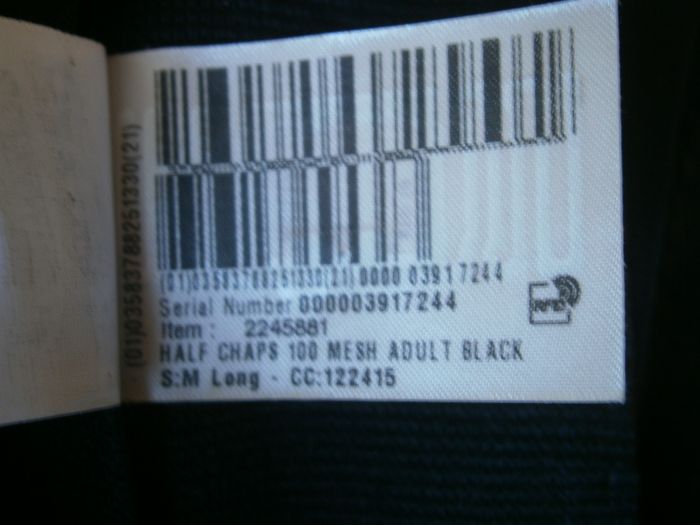 (01)03583788251330(21)
(01)03583788251330(21) 0000 03917244
Serial Number 000003917244
Item : 2245881
RFID
HALF CHAPS 100 MESH ADULT BLACK
S:M Long - CC:122415